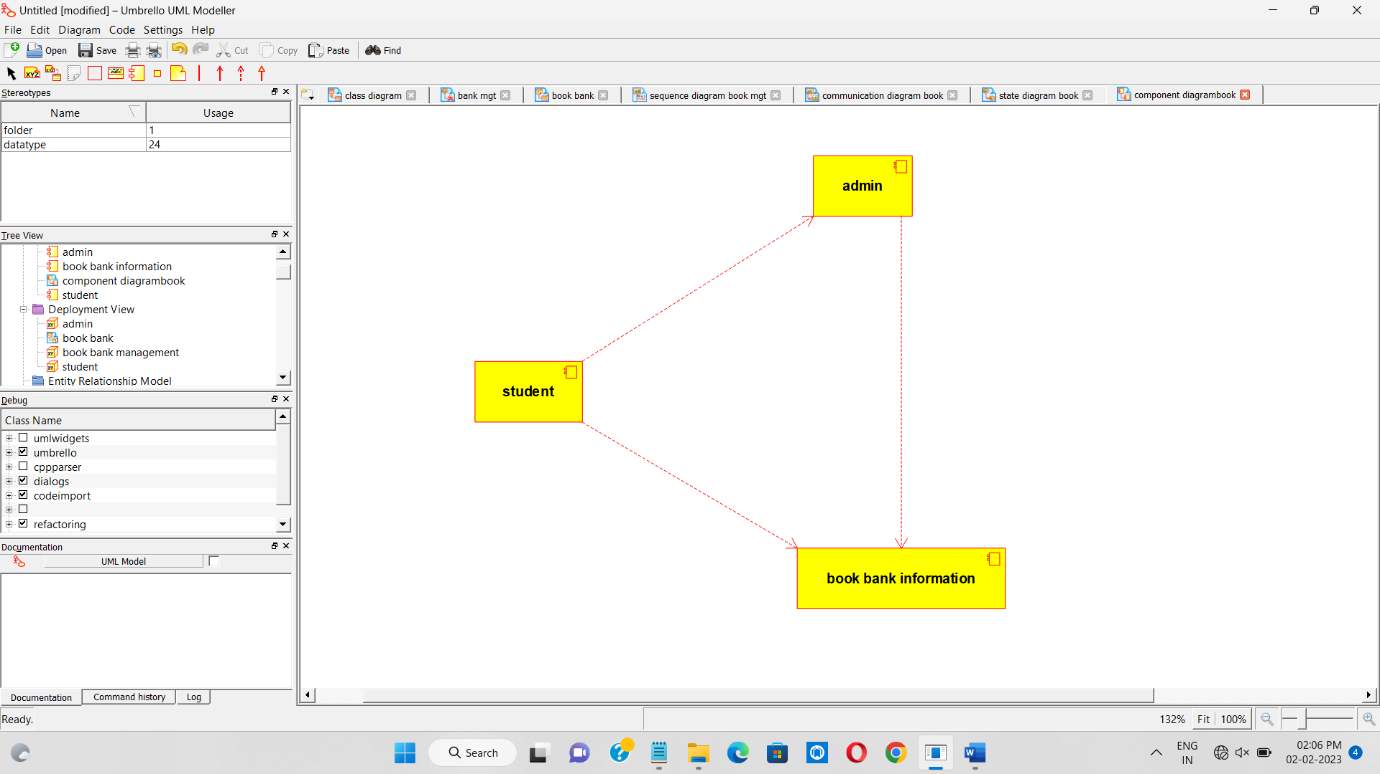 Untitled [modified] – Umbrello UML Modeller
File Edit Diagram Code Settings Help
Open Save Cut Copy Paste Find
Stereotypes
Name Usage
folder 1
datatype 24
class diagram bank mgt book bank sequence diagram book mgt communication diagram book state diagram book component diagrambook
Tree View
admin
book bank information
component diagrambook
student
Deployment View
admin
book bank
book bank management
student
Entity Relationship Model
Debug
Class Name
umlwidgets
umbrello
cppparser
dialogs
codeimport
refactoring
Documentation
UML Model
Documentation Command history Log
admin
student
book bank information
Ready.
132% Fit 100%
Search
ENG
IN
02:06 PM
02-02-2023
4